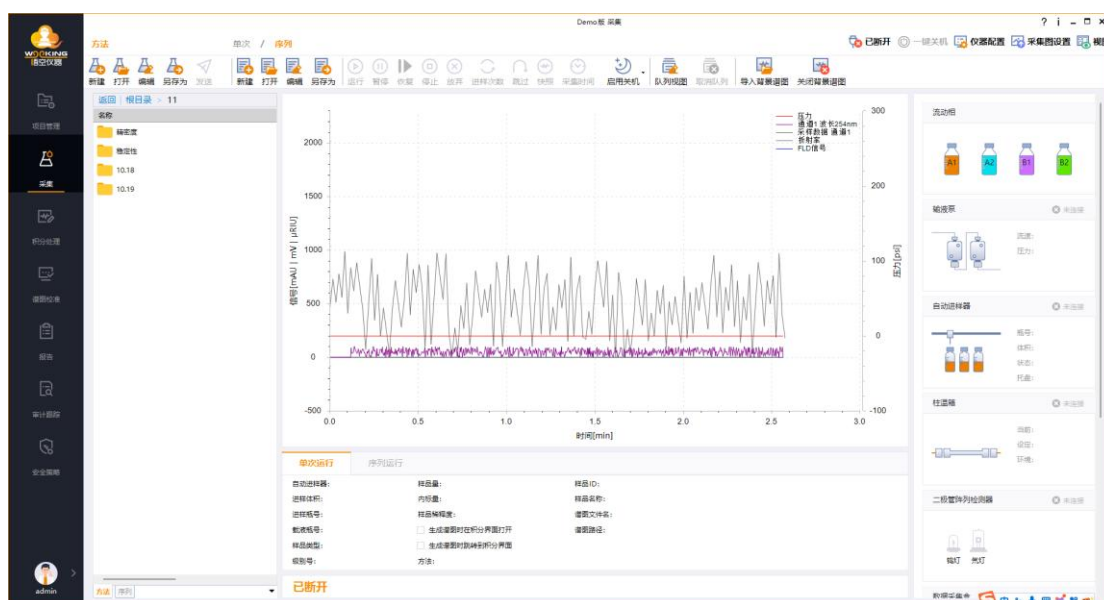 Demo版 采集
? i
WOOKING
悟空仪器
方法
单次 / 序列
已断开 一键关机 仪器配置 采集图设置 视图
新建 打开 编辑 另存为 发送
新建 打开 编辑 另存为
运行 暂停 恢复 停止 放弃 进样次数 跳过 快照 采集时间 启用关机 队列视图 取消队列 导入背景谱图 关闭背景谱图
项目管理
采集
积分处理
谱图校准
报告
审计跟踪
安全策略
admin
返回 | 根目录 > 11
名称
精密度
稳定性
10.18
10.19
方法 序列
压力
通道1 波长254nm
采样数据 通道1
折射率
FLD信号
信号[mAU | mV | μRIU]
2000
1500
1000
500
0
-500
300
200
100
0
-100
压力[psi]
0.0 0.5 1.0 1.5 2.0 2.5 3.0
时间[min]
单次运行 序列运行
自动进样器: 样品量: 样品ID:
进样体积: 内标量: 样品名称:
进样瓶号: 样品稀释度: 谱图文件名:
载液瓶号: 生成谱图时在积分界面打开 谱图路径:
样品类型: 生成谱图时跳转到积分界面
级别号: 方法:
已断开
流动相
A1 A2 B1 B2
输液泵 未连接
流速:
压力:
自动进样器 未连接
瓶号:
体积:
状态:
托盘:
柱温箱 未连接
当前:
设定:
环境:
二极管阵列检测器 未连接
氘灯 钨灯
数据采集盒